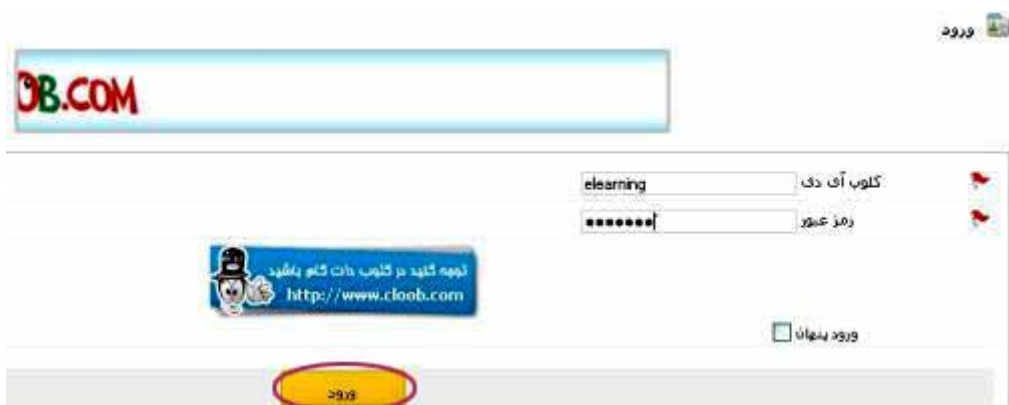 ورود
OB.COM
کلوب آی دی elearning
رمز عبور
توجه کنید در کلوب دات کام باشید
http://www.cloob.com
ورود پنهان
ورود